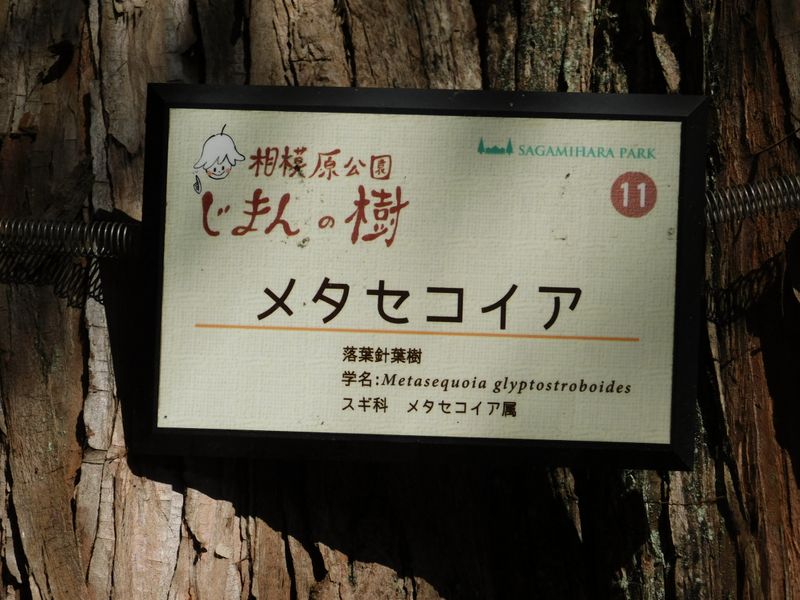 相模原公園
じまんの樹
SAGAMIHARA PARK
11
メタセコイア
落葉針葉樹
学名:Metasequoia glyptostroboides
スギ科　メタセコイア属